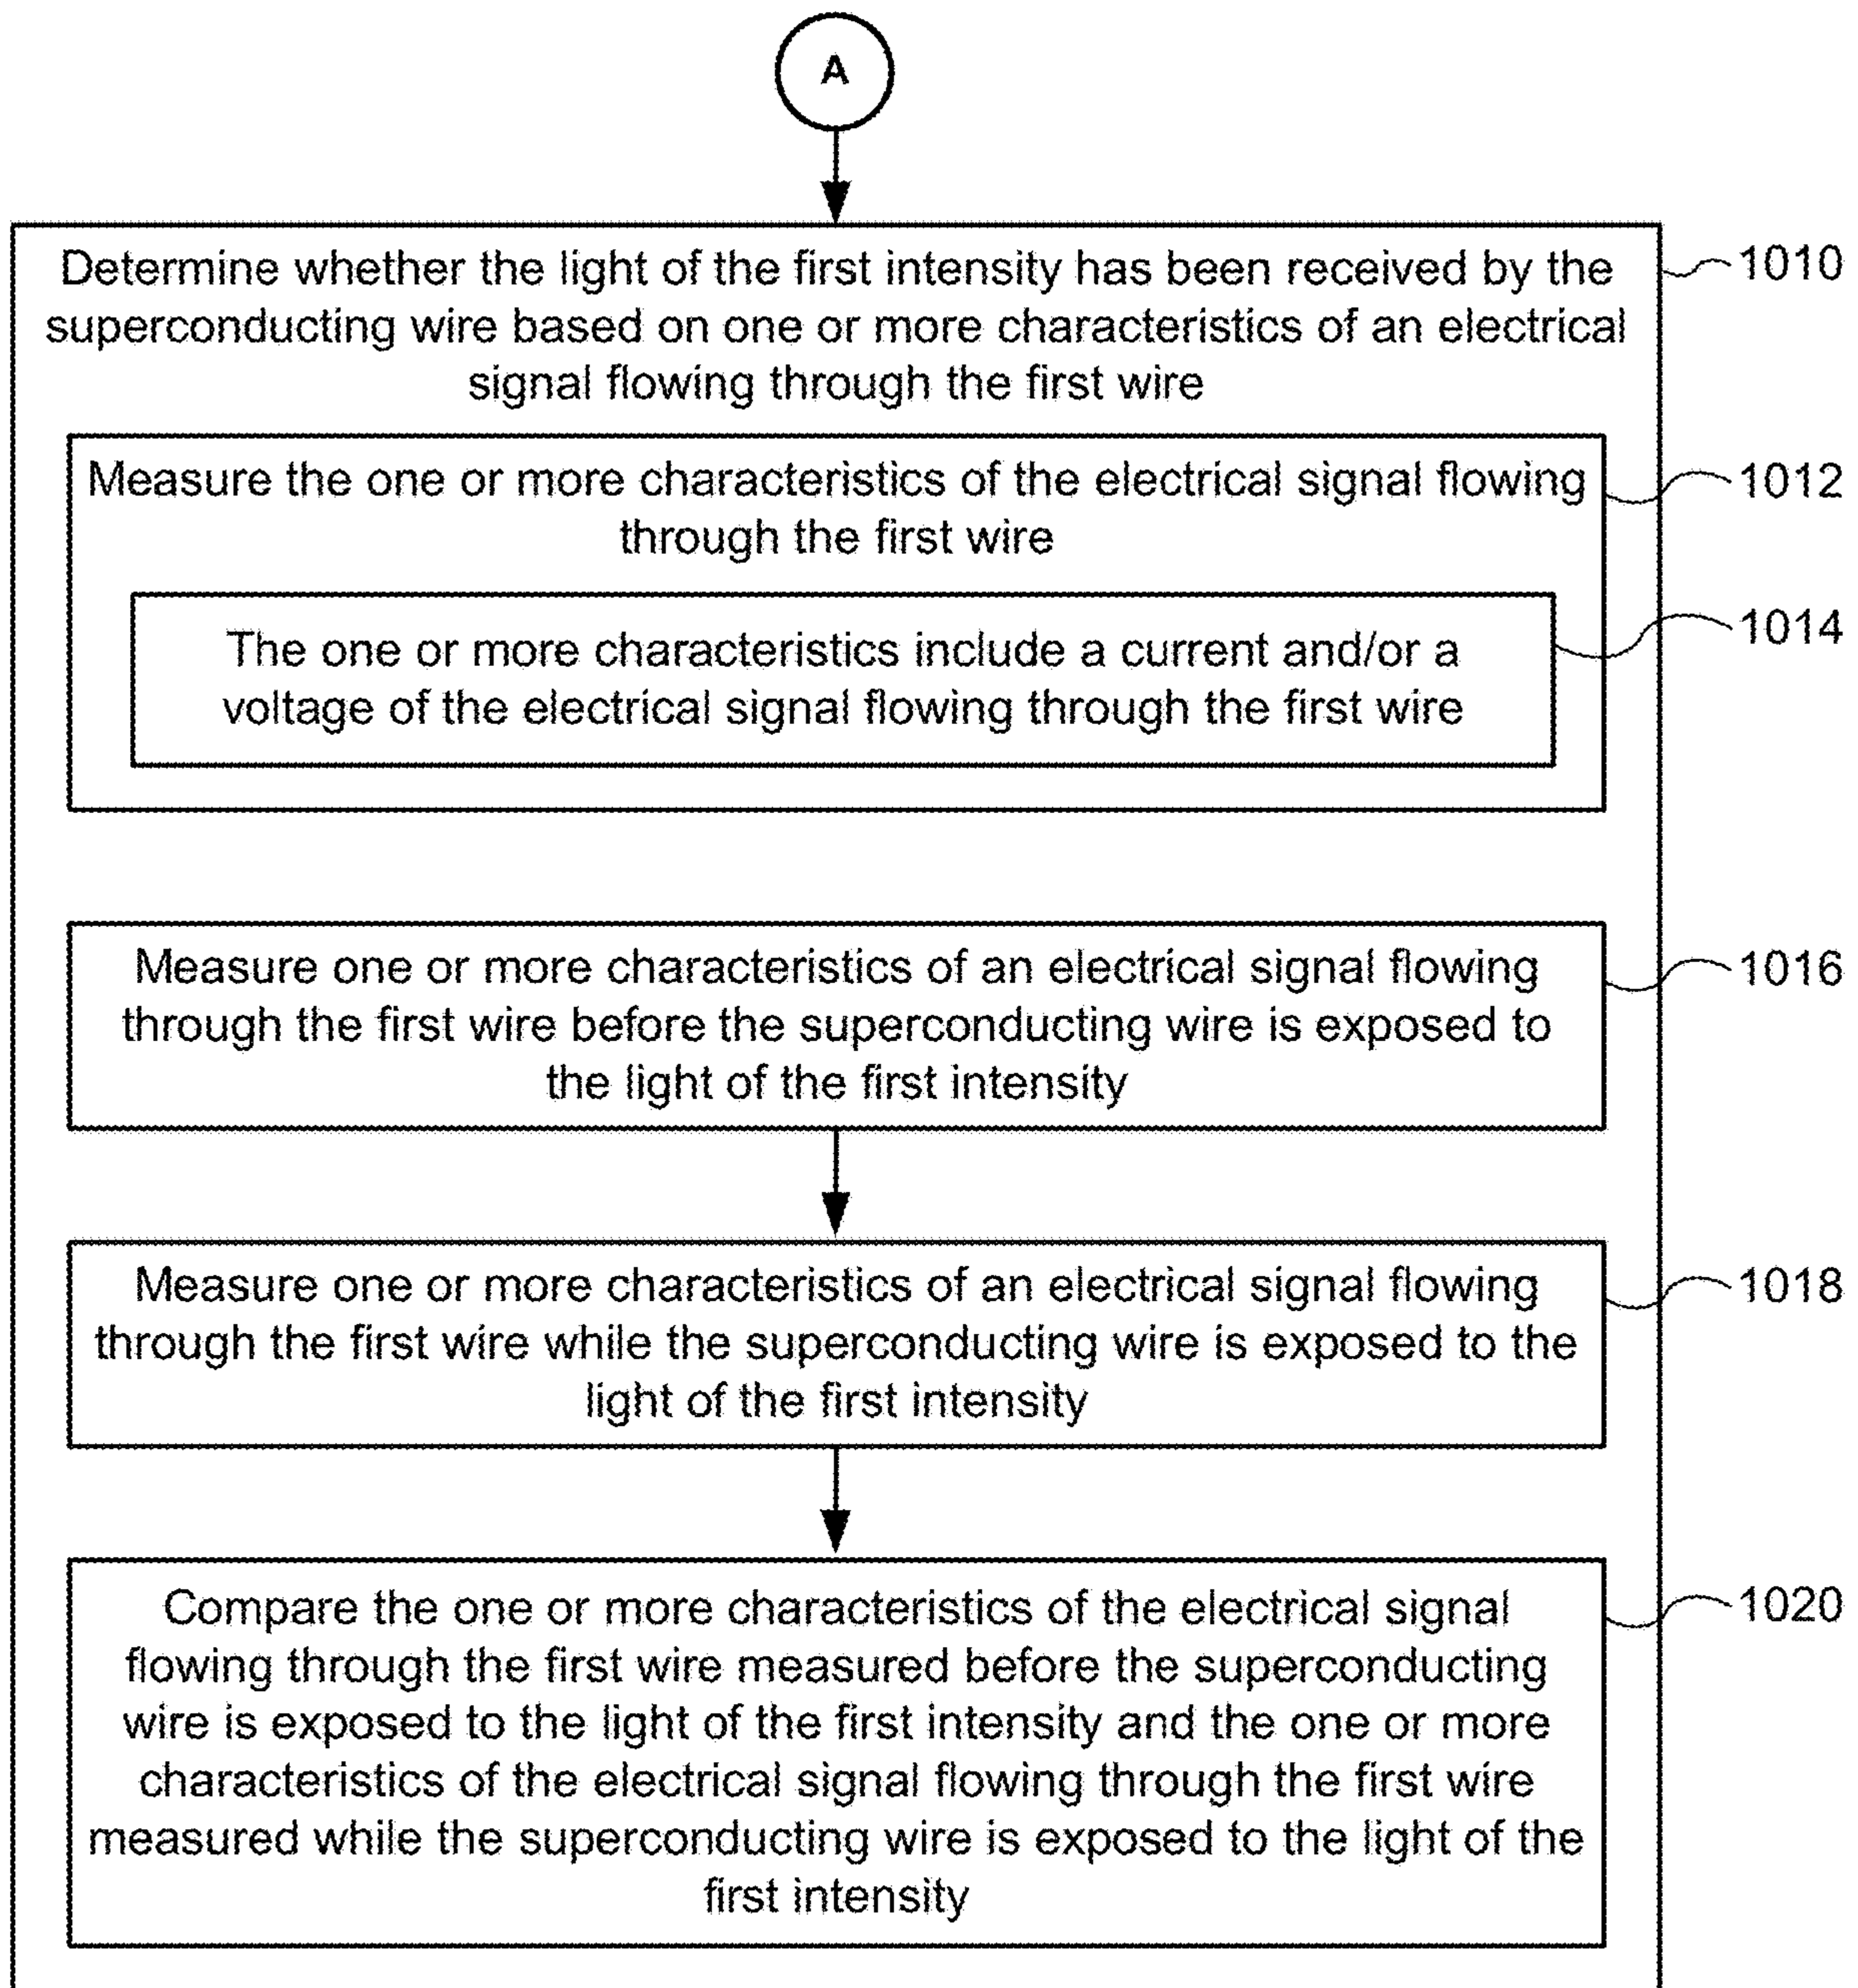 A
Determine whether the light of the first intensity has been received by the
superconducting wire based on one or more characteristics of an electrical
signal flowing through the first wire
1010
Measure the one or more characteristics of the electrical signal flowing
through the first wire
1012
The one or more characteristics include a current and/or a
voltage of the electrical signal flowing through the first wire
1014
Measure one or more characteristics of an electrical signal flowing
through the first wire before the superconducting wire is exposed to
the light of the first intensity
1016
Measure one or more characteristics of an electrical signal flowing
through the first wire while the superconducting wire is exposed to the
light of the first intensity
1018
Compare the one or more characteristics of the electrical signal
flowing through the first wire measured before the superconducting
wire is exposed to the light of the first intensity and the one or more
characteristics of the electrical signal flowing through the first wire
measured while the superconducting wire is exposed to the light of the
first intensity
1020